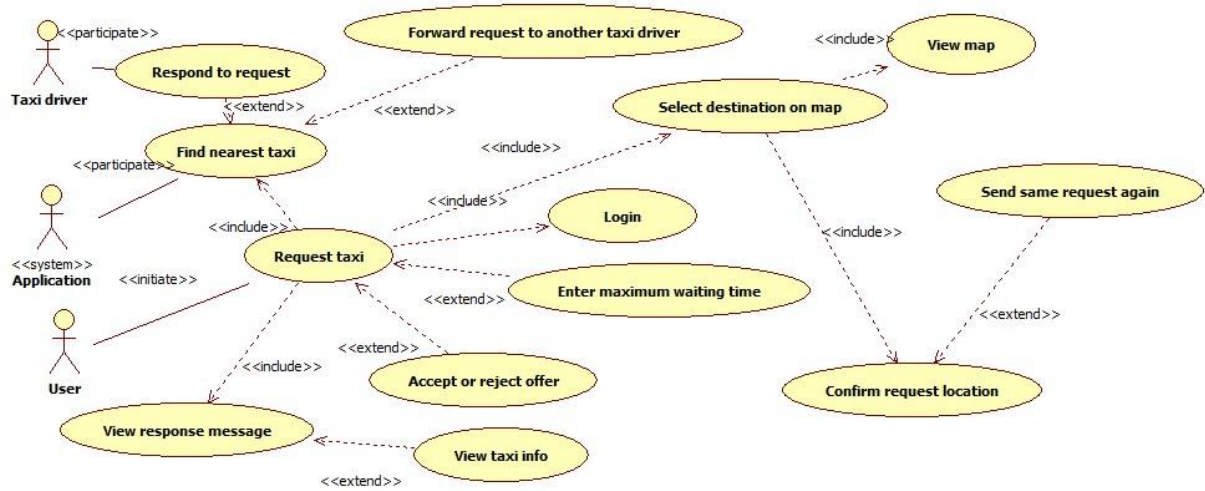 <<participate>>
Forward request to another taxi driver
<<include>>
View map
Respond to request
Taxi driver
<<extend>>
<<extend>>
Select destination on map
Find nearest taxi
<<include>>
<<participate>>
Send same request again
<<include>>
Login
<<include>>
<<include>>
Request taxi
<<system>>
Application
<<initiate>>
Enter maximum waiting time
<<extend>>
<<extend>>
<<extend>>
<<include>>
Accept or reject offer
User
Confirm request location
View response message
View taxi info
<<extend>>